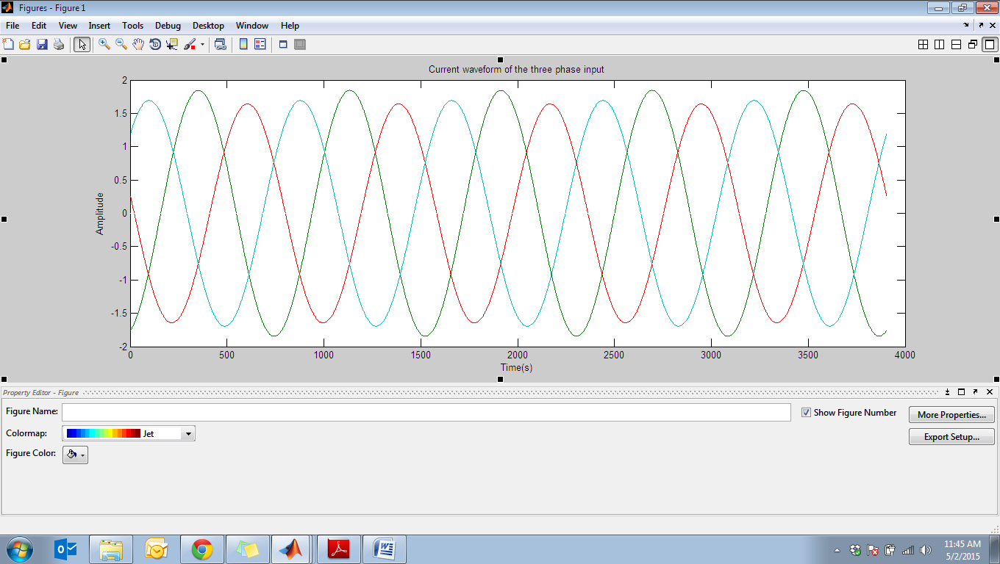 Figures - Figure 1
File Edit View Insert Tools Debug Desktop Window Help
Current waveform of the three phase input
2
1.5
1
0.5
0
-0.5
-1
-1.5
-2
Amplitude
0 500 1000 1500 2000 2500 3000 3500 4000
Time(s)
Property Editor - Figure
Figure Name: Show Figure Number More Properties...
Colormap: Jet Export Setup...
Figure Color:
11:45 AM
5/2/2015